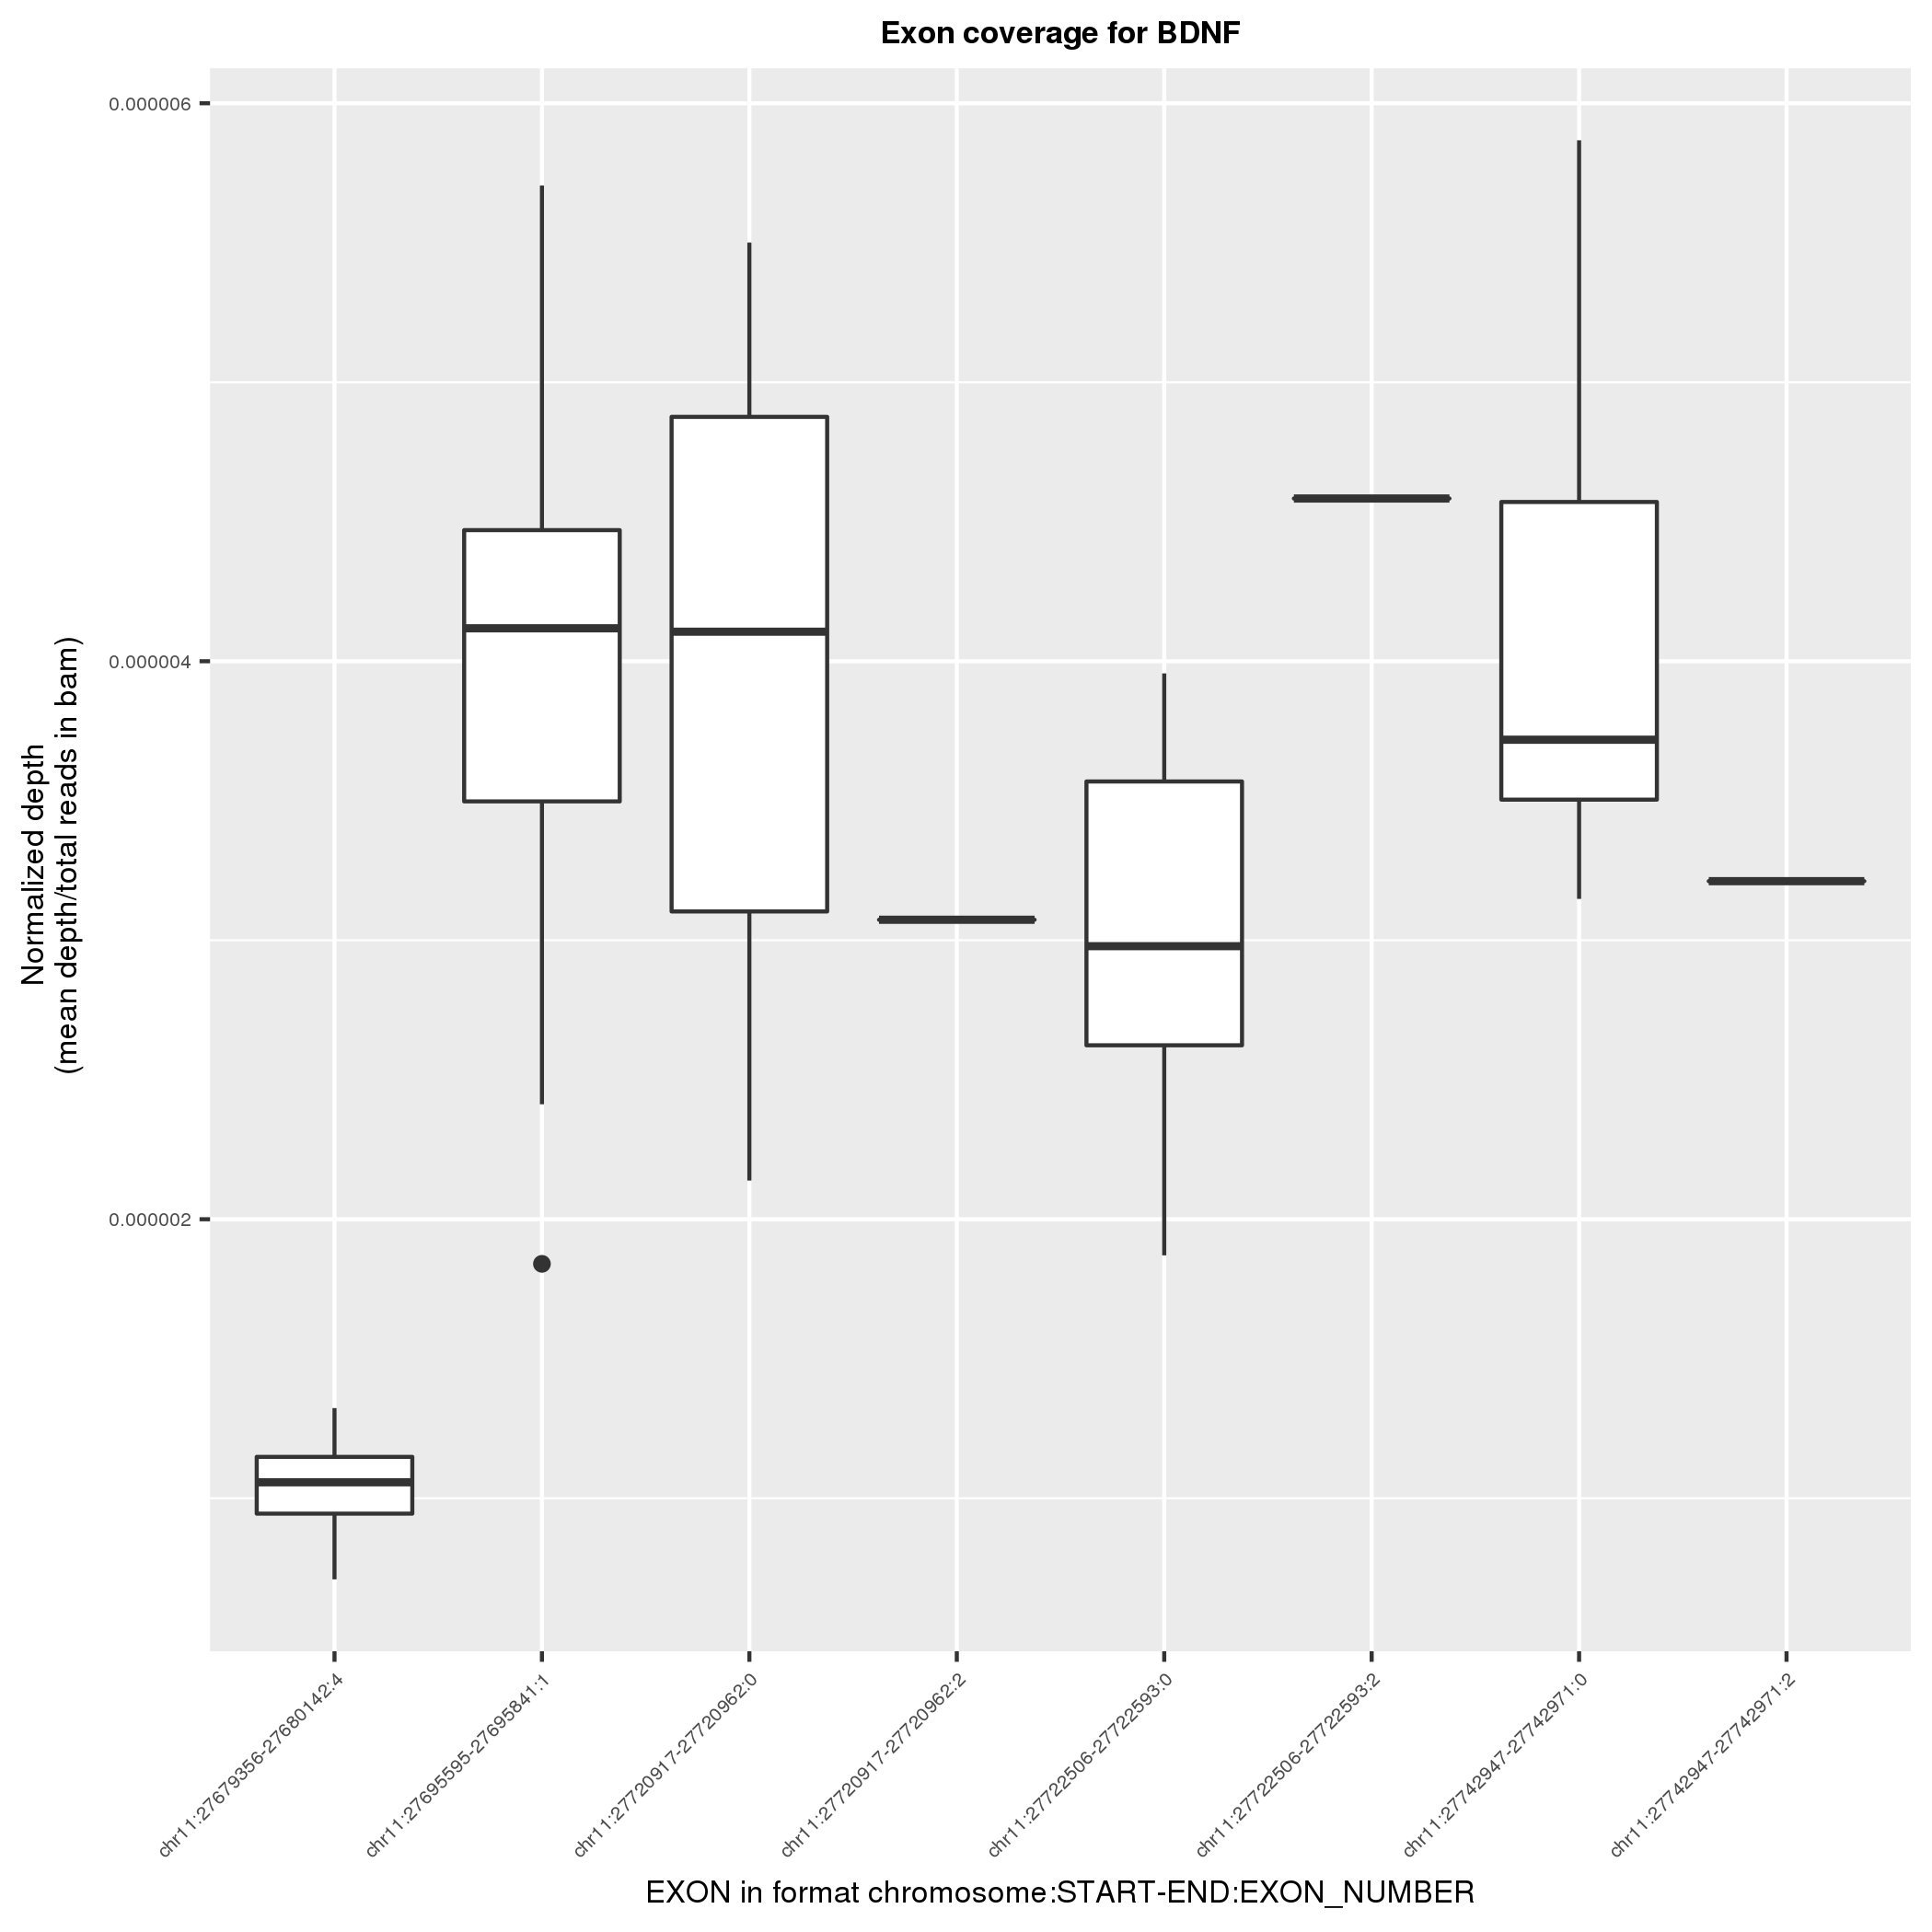 Exon coverage for BDNF
0.000006
0.000004
0.000002
Normalized depth
(mean depth/total reads in bam)
chr11:27679356-27680142:4
chr11:27695595-27695841:1
chr11:27720917-27720962:0
chr11:27720917-27720962:2
chr11:27722506-27722593:0
chr11:27722506-27722593:2
chr11:27742947-27742971:0
chr11:27742947-27742971:2
EXON in format chromosome:START-END:EXON_NUMBER